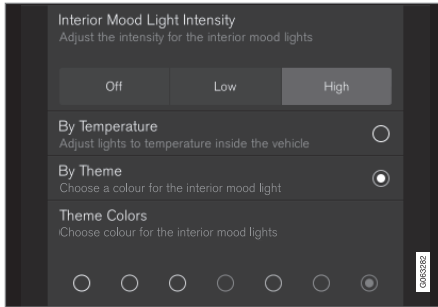 Interior Mood Light Intensity
Adjust the intensity for the interior mood lights
Off Low High
By Temperature
Adjust lights to temperature inside the vehicle
By Theme
Choose a colour for the interior mood light
Theme Colors
Choose colour for the interior mood lights
G063282